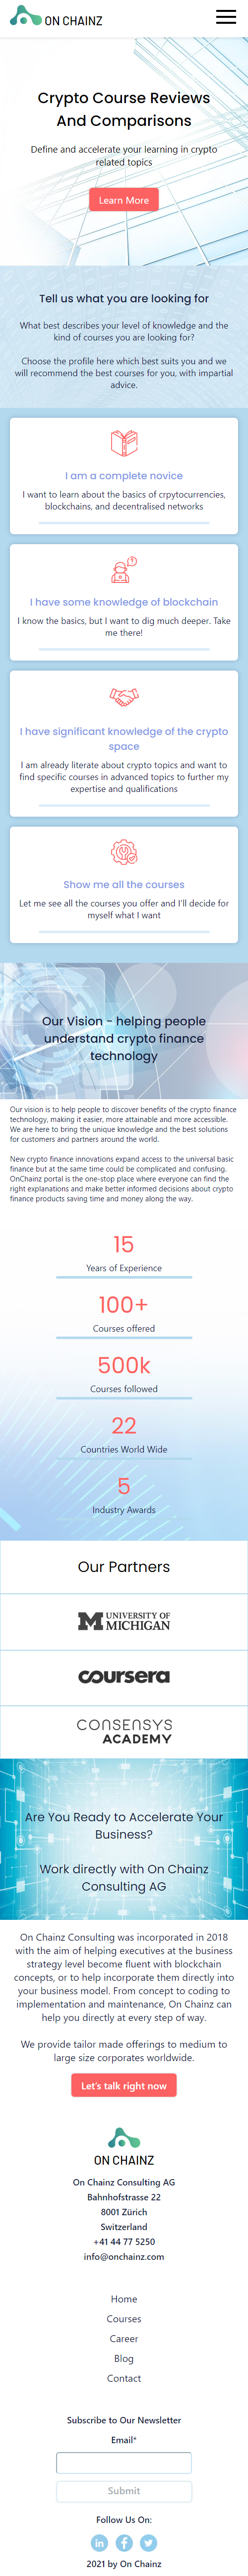 ON CHAINZ
Crypto Course Reviews
And Comparisons
Define and accelerate your learning in crypto
related topics
Learn More
Tell us what you are looking for
What best describes your level of knowledge and the
kind of courses you are looking for?
Choose the profile here which best suits you and we
will recommend the best courses for you, with impartial
advice.
I am a complete novice
I want to learn about the basics of crpytocurrencies,
blockchains, and decentralised networks
I have some knowledge of blockchain
I know the basics, but I want to dig much deeper. Take
me there!
I have significant knowledge of the crypto
space
I am already literate about crypto topics and want to
find specific courses in advanced topics to further my
expertise and qualifications
Show me all the courses
Let me see all the courses you offer and I'll decide for
myself what I want
Our Vision - helping people
understand crypto finance
technology
Our vision is to help people to discover benefits of the crypto finance
technology, making it easier, more attainable and more accessible.
We are here to bring the unique knowledge and the best solutions
for customers and partners around the world.
New crypto finance innovations expand access to the universal basic
finance but at the same time could be complicated and confusing.
OnChainz portal is the one-stop place where everyone can find the
right explanations and make better informed decisions about crypto
finance products saving time and money along the way.
15
Years of Experience
100+
Courses offered
500k
Courses followed
22
Countries World Wide
5
Industry Awards
Our Partners
M UNIVERSITY OF
MICHIGAN
coursera
CONSENSYS
ACADEMY
Are You Ready to Accelerate Your
Business?
Work directly with On Chainz
Consulting AG
On Chainz Consulting was incorporated in 2018
with the aim of helping executives at the business
strategy level become fluent with blockchain
concepts, or to help incorporate them directly into
your business model. From concept to coding to
implementation and maintenance, On Chainz can
help you directly at every step of way.
We provide tailor made offerings to medium to
large size corporates worldwide.
Let's talk right now
ON CHAINZ
On Chainz Consulting AG
Bahnhofstrasse 22
8001 Zürich
Switzerland
+41 44 77 5250
info@onchainz.com
Home
Courses
Career
Blog
Contact
Subscribe to Our Newsletter
Email*
Submit
Follow Us On:
2021 by On Chainz